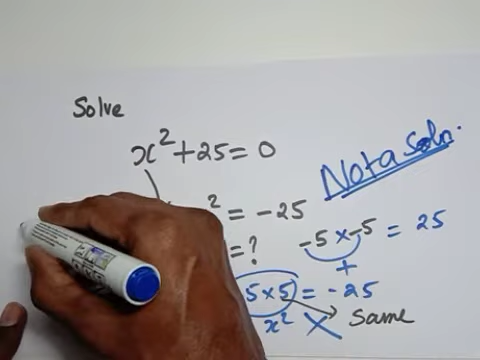 Solve
x² + 25 = 0
Not a Soln.
² = -25
= ?
-5 × -5 = 25
+
5 × 5 = -25
x²
Same